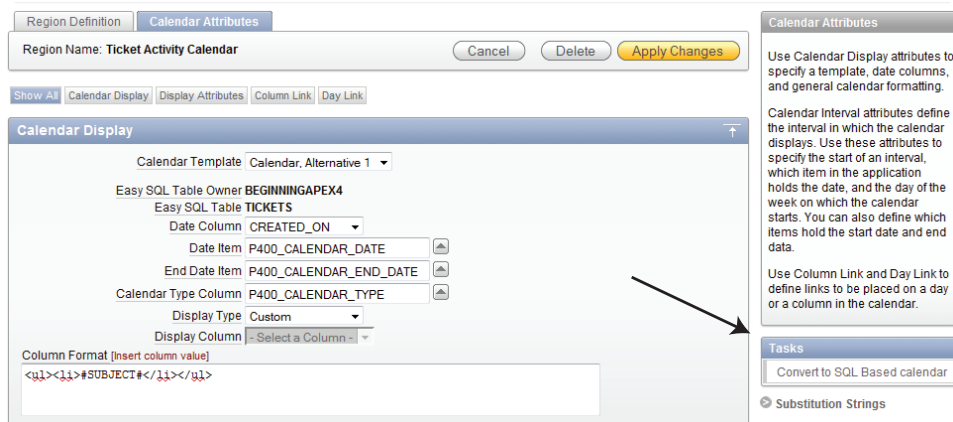 Region Definition Calendar Attributes
Region Name: Ticket Activity Calendar
Cancel Delete Apply Changes
Show All Calendar Display Display Attributes Column Link Day Link
Calendar Display
Calendar Template Calendar, Alternative 1
Easy SQL Table Owner BEGINNINGAPEX4
Easy SQL Table TICKETS
Date Column CREATED_ON
Date Item P400_CALENDAR_DATE
End Date Item P400_CALENDAR_END_DATE
Calendar Type Column P400_CALENDAR_TYPE
Display Type Custom
Display Column - Select a Column -
Column Format [Insert column value]
<ul><li>#SUBJECT#</li></ul>
Calendar Attributes
Use Calendar Display attributes to
specify a template, date columns,
and general calendar formatting.
Calendar Interval attributes define
the interval in which the calendar
displays. Use these attributes to
specify the start of an interval,
which item in the application
holds the date, and the day of the
week on which the calendar
starts. You can also define which
items hold the start date and end
data.
Use Column Link and Day Link to
define links to be placed on a day
or a column in the calendar.
Tasks
Convert to SQL Based calendar
Substitution Strings